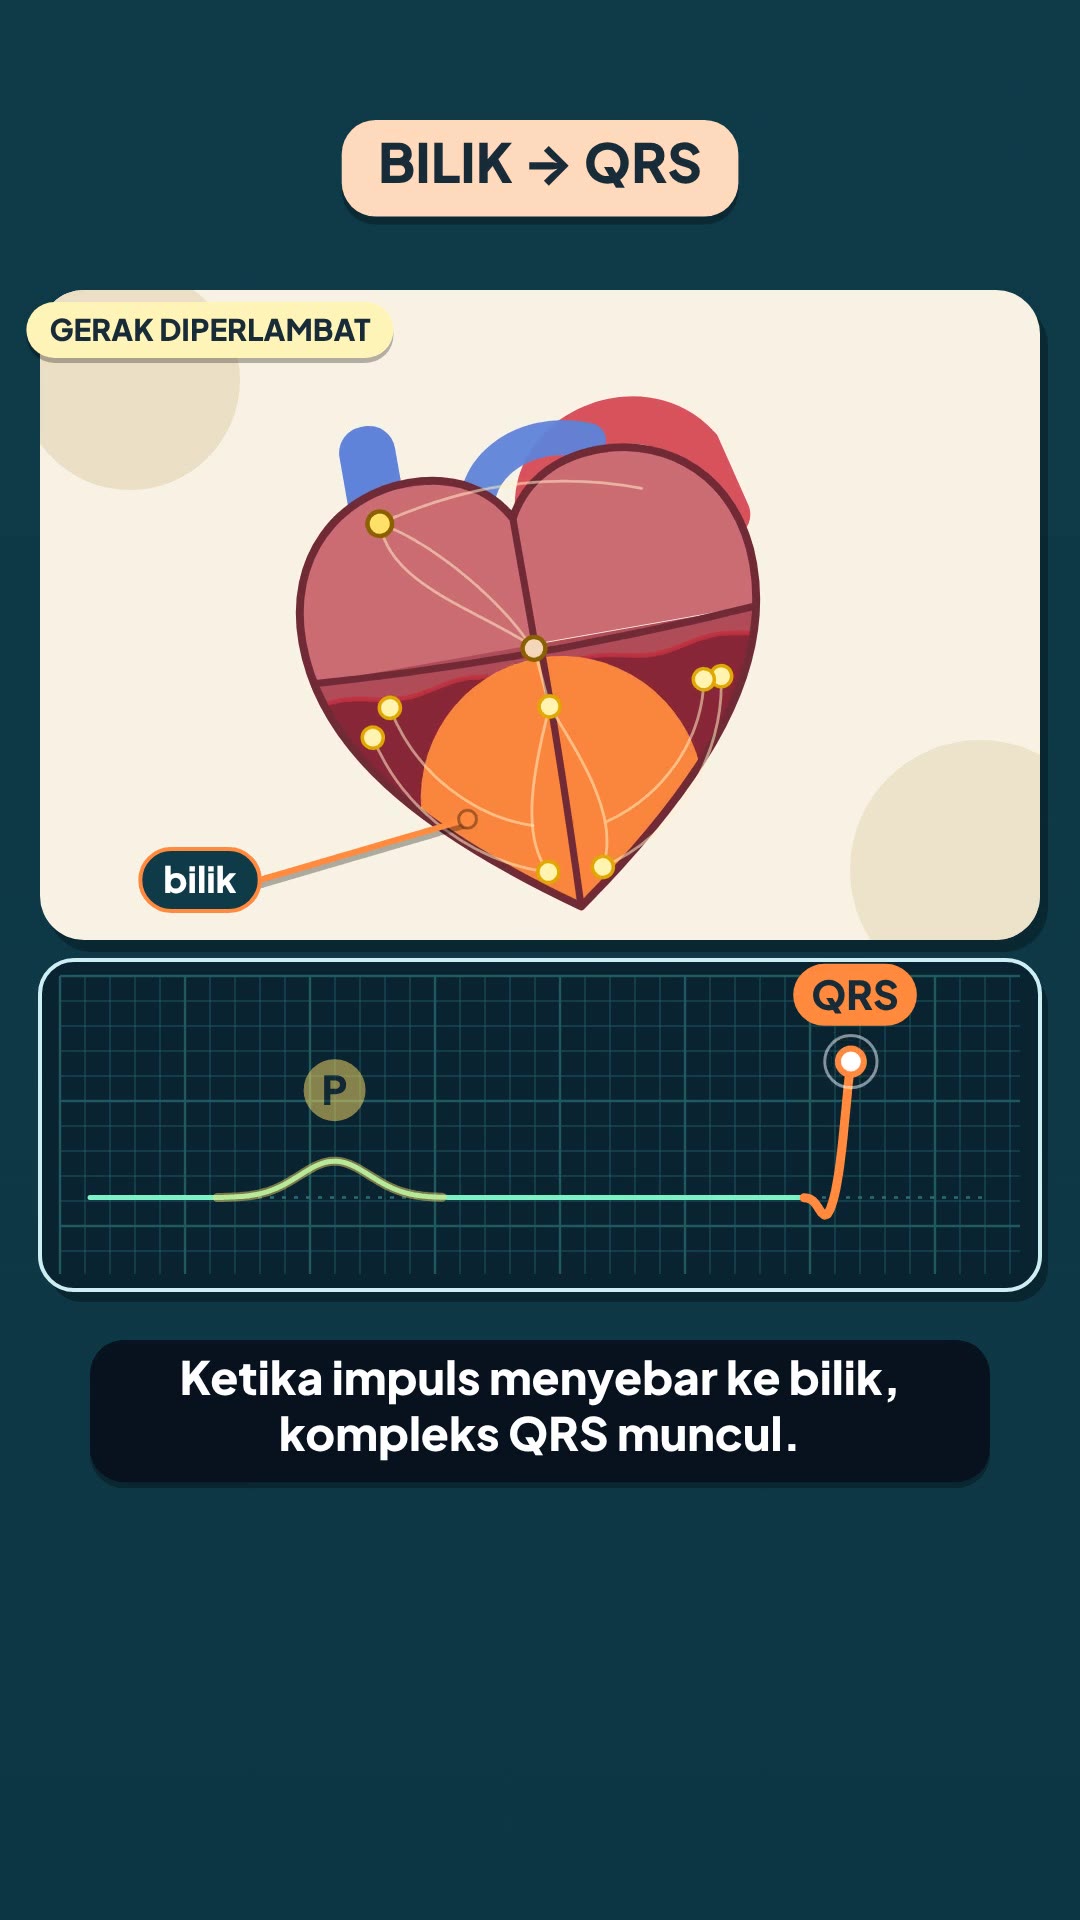 BILIK → QRS
GERAK DIPERLAMBAT
bilik
QRS
P
Ketika impuls menyebar ke bilik,
kompleks QRS muncul.